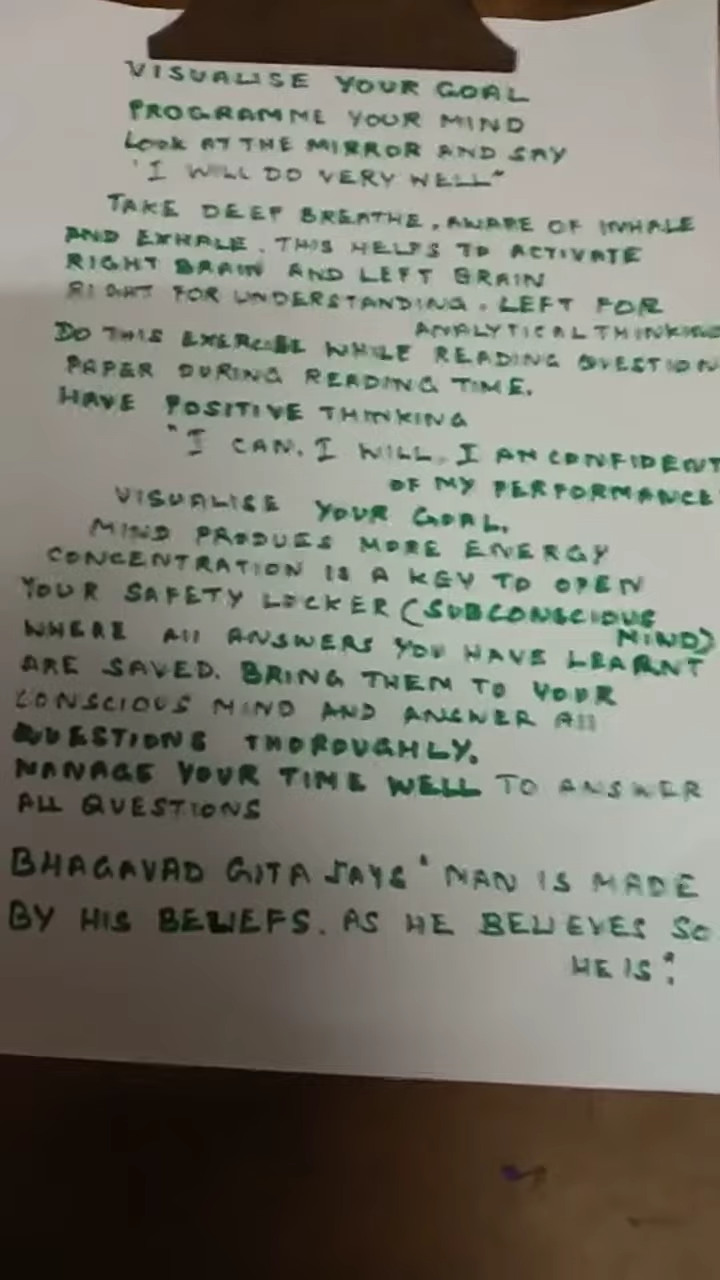 VISUALISE YOUR GOAL
PROGRAMME YOUR MIND
LOOK AT THE MIRROR AND SAY
"I WILL DO VERY WELL"
TAKE DEEP BREATHE, AWARE OF INHALE
AND EXHALE. THIS HELPS TO ACTIVATE
RIGHT BRAIN AND LEFT BRAIN
RIGHT FOR UNDERSTANDING. LEFT FOR
ANALYTICAL THINKING
DO THIS EXERCISE WHILE READING QUESTION
PAPER DURING READING TIME.
HAVE POSITIVE THINKING
"I CAN. I WILL. I AM CONFIDENT
OF MY PERFORMANCE
VISUALISE YOUR GOAL.
MIND PRODUES MORE ENERGY
CONCENTRATION IS A KEY TO OPEN
YOUR SAFETY LOCKER (SUBCONSCIOUS
MIND)
WHERE All ANSWERS YOU HAVE LEARNT
ARE SAVED. BRING THEM TO YOUR
CONSCIOUS MIND AND ANSWER All
QUESTIONS THOROUGHLY.
MANAGE YOUR TIME WELL TO ANSWER
ALL QUESTIONS
BHAGAVAD GITA SAYS "MAN IS MADE
BY HIS BELIEFS. AS HE BELIEVES SO
HE IS".